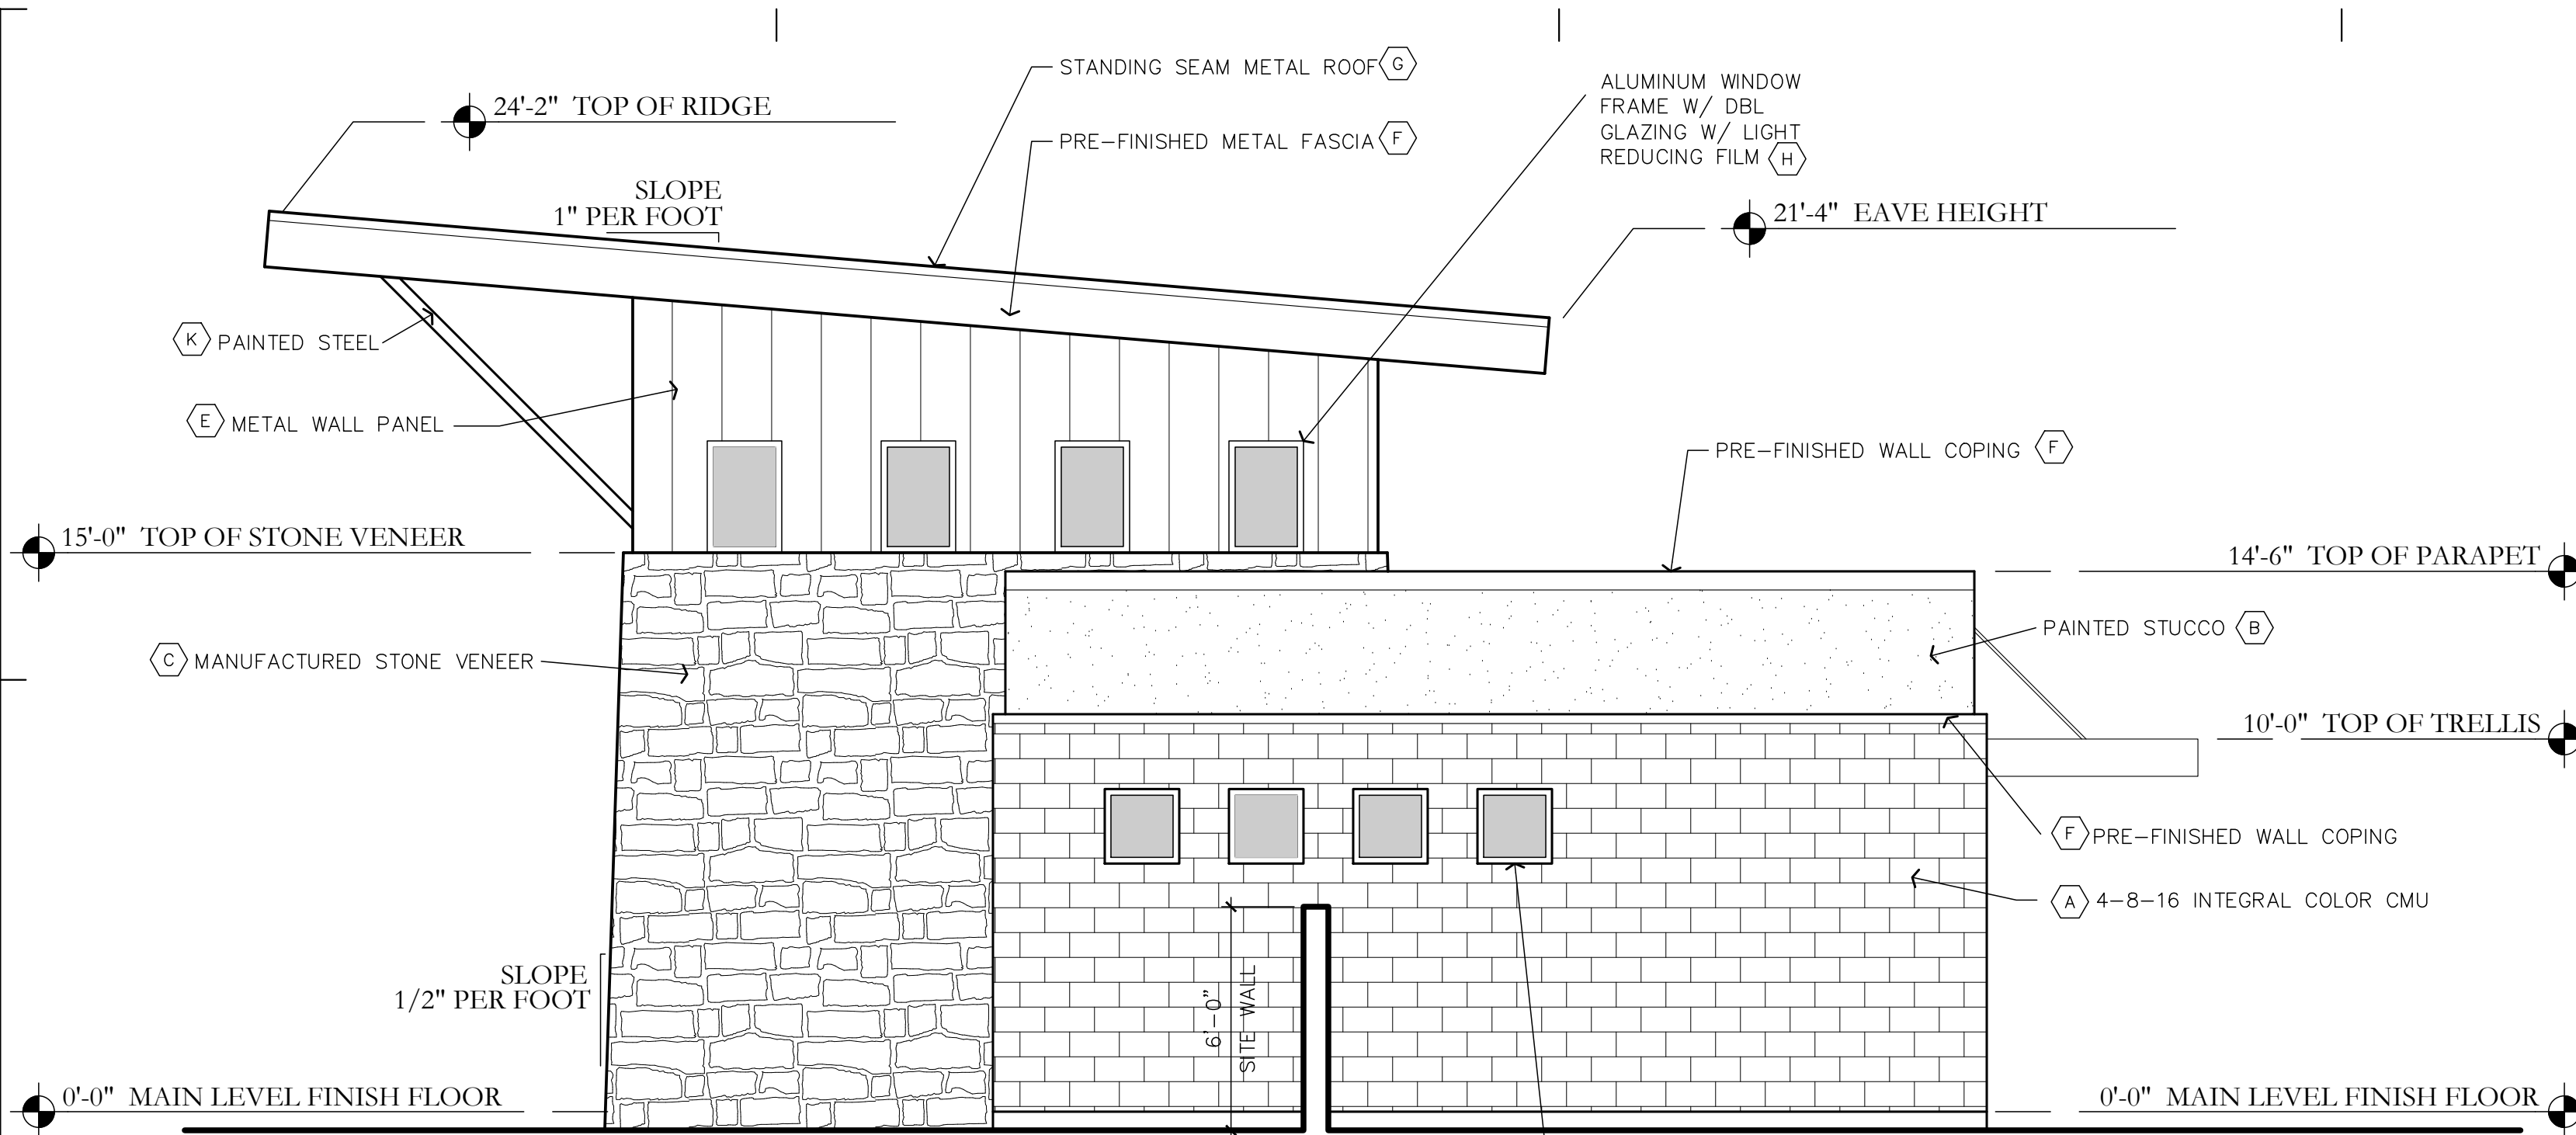 STANDING SEAM METAL ROOF G
ALUMINUM WINDOW
FRAME W/ DBL
GLAZING W/ LIGHT
REDUCING FILM H
24'-2" TOP OF RIDGE
PRE-FINISHED METAL FASCIA F
SLOPE
1" PER FOOT
21'-4" EAVE HEIGHT
K PAINTED STEEL
E METAL WALL PANEL
PRE-FINISHED WALL COPING F
15'-0" TOP OF STONE VENEER
14'-6" TOP OF PARAPET
PAINTED STUCCO B
C MANUFACTURED STONE VENEER
10'-0" TOP OF TRELLIS
F PRE-FINISHED WALL COPING
A 4-8-16 INTEGRAL COLOR CMU
SLOPE
1/2" PER FOOT
6'-0"
SITE WALL
0'-0" MAIN LEVEL FINISH FLOOR
0'-0" MAIN LEVEL FINISH FLOOR